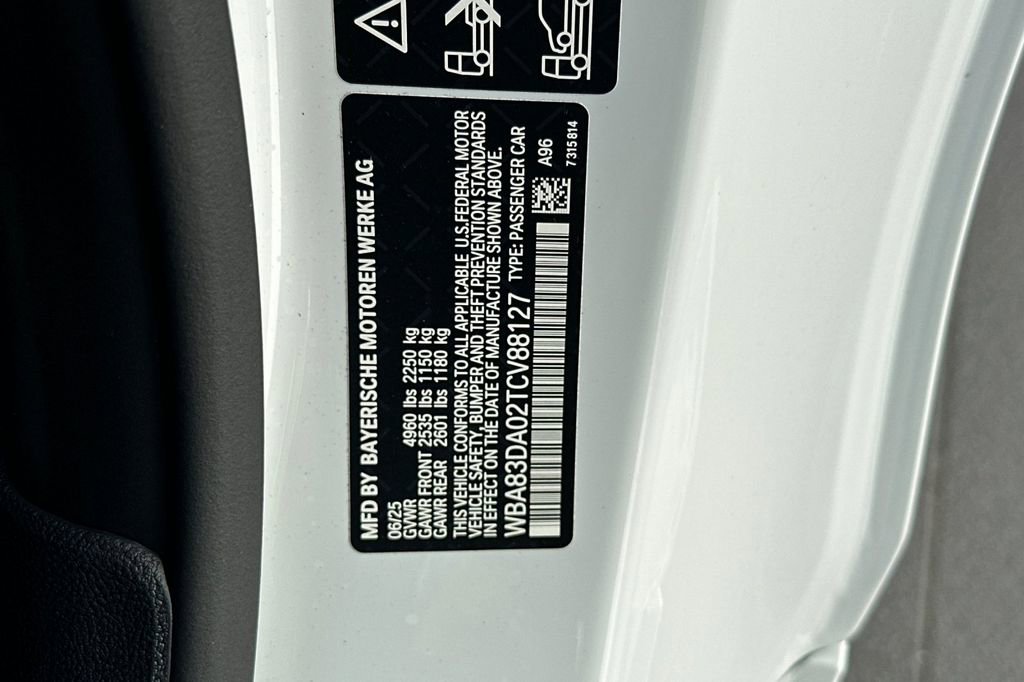 MFD BY BAYERISCHE MOTOREN WERKE AG
06/25
GVWR 4960 lbs 2250 kg
GAWR FRONT 2535 lbs 1150 kg
GAWR REAR 2601 lbs 1180 kg
THIS VEHICLE CONFORMS TO ALL APPLICABLE U.S.FEDERAL MOTOR
VEHICLE SAFETY, BUMPER AND THEFT PREVENTION STANDARDS
IN EFFECT ON THE DATE OF MANUFACTURE SHOWN ABOVE.
WBA83DA02TCV88127 TYPE: PASSENGER CAR
A96
7315814